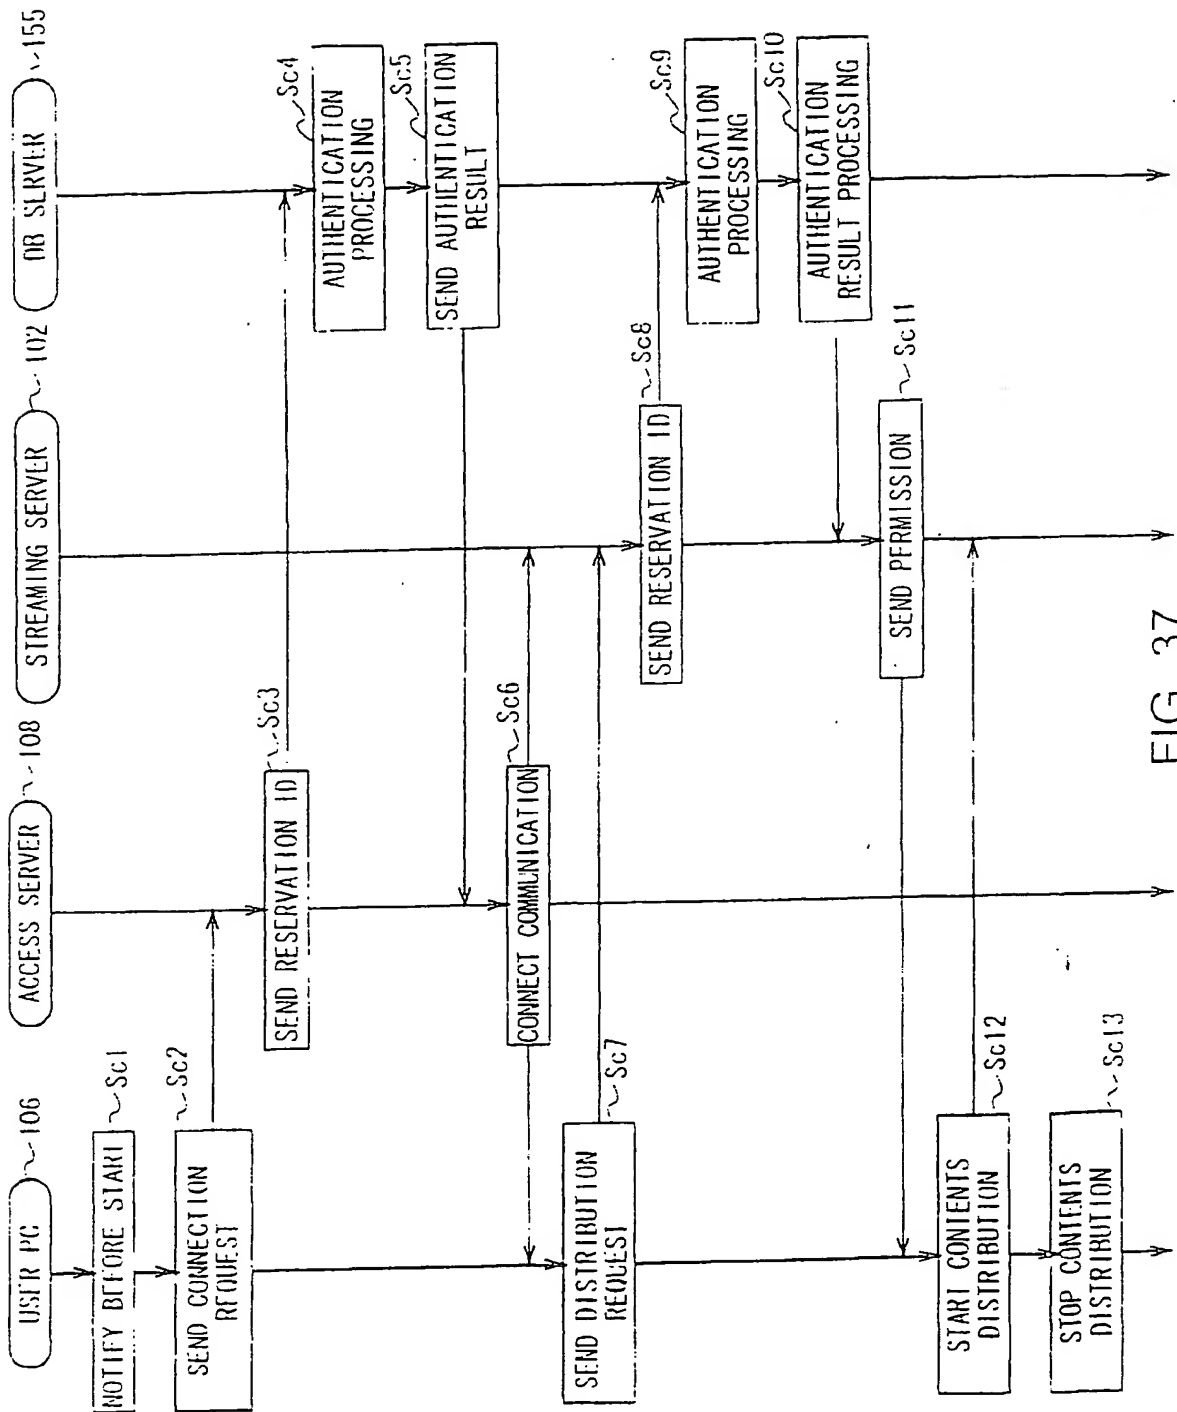 USER PC
106
ACCESS SERVER
108
STREAMING SERVER
102
DB SERVER
155
NOTIFY BEFORE START
Sc1
SEND CONNECTION
REQUEST
Sc2
SEND RESERVATION ID
Sc3
AUTHENTICATION
PROCESSING
Sc4
SEND AUTHENTICATION
RESULT
Sc5
CONNECT COMMUNICATION
Sc6
SEND DISTRIBUTION
REQUEST
Sc7
SEND RESERVATION ID
Sc8
AUTHENTICATION
PROCESSING
Sc9
AUTHENTICATION
RESULT PROCESSING
Sc10
SEND PERMISSION
Sc11
START CONTENTS
DISTRIBUTION
Sc12
STOP CONTENTS
DISTRIBUTION
Sc13
FIG. 37